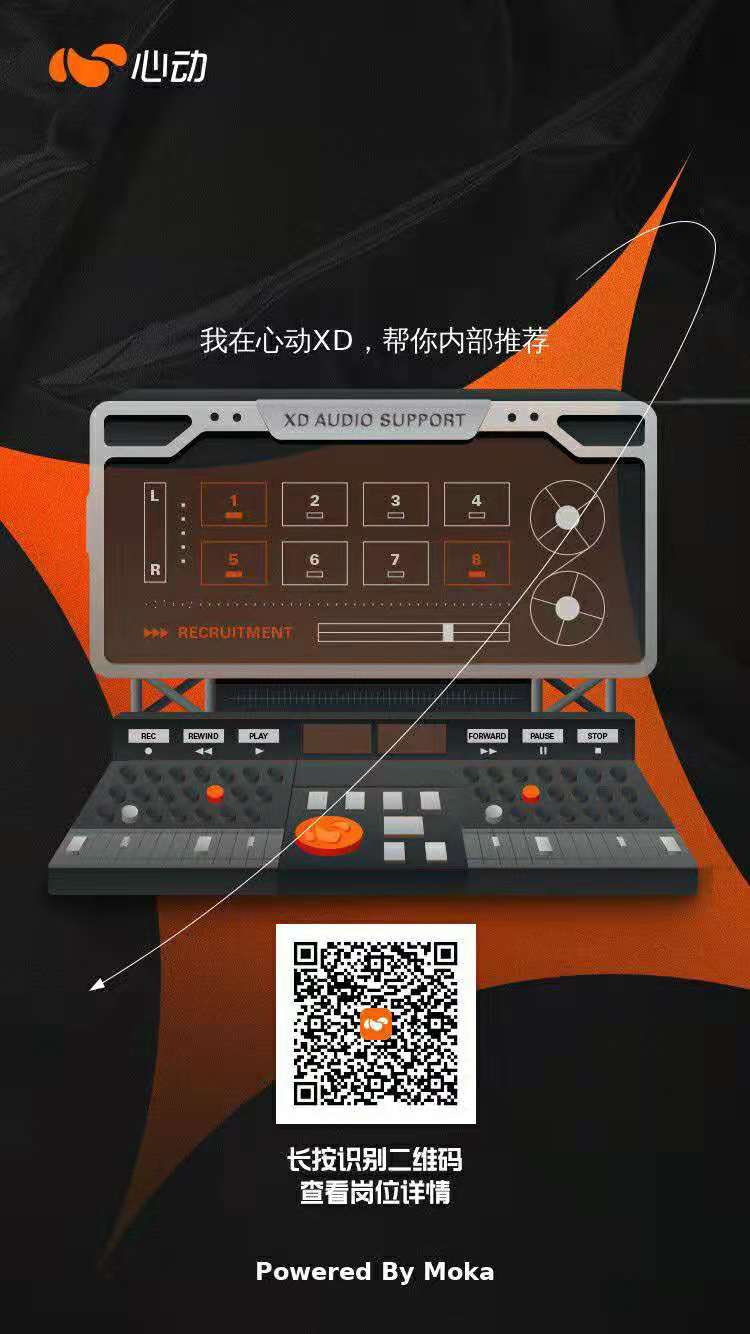 心动
我在心动XD，帮你内部推荐
XD AUDIO SUPPORT
L
1 2 3 4
R
5 6 7 8
RECRUITMENT
REC REWIND PLAY FORWARD PAUSE STOP
长按识别二维码
查看岗位详情
Powered By Moka